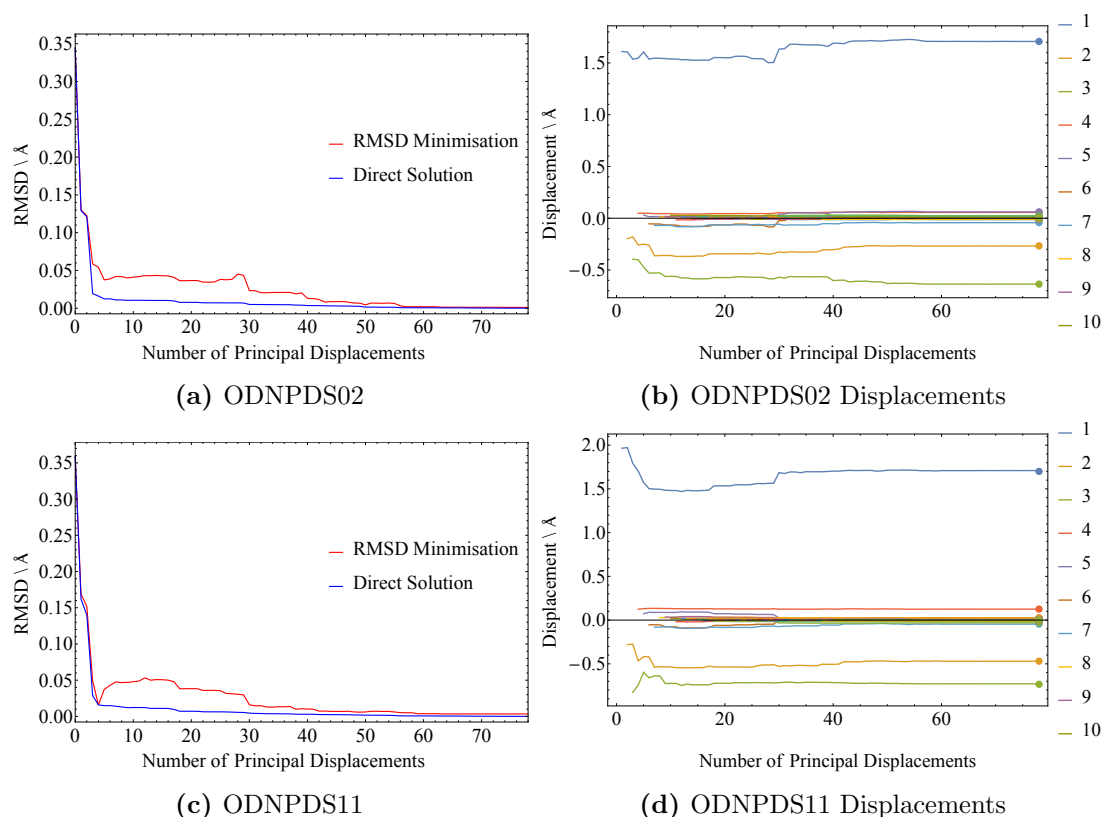 0.35
0.30
0.25
0.20
0.15
0.10
0.05
0.00
RMSD \ Å
RMSD Minimisation
Direct Solution
0 10 20 30 40 50 60 70
Number of Principal Displacements
(a) ODNPDS02
1.5
1.0
0.5
0.0
-0.5
Displacement \ Å
0 20 40 60
Number of Principal Displacements
1
2
3
4
5
6
7
8
9
10
(b) ODNPDS02 Displacements
0.35
0.30
0.25
0.20
0.15
0.10
0.05
0.00
RMSD \ Å
RMSD Minimisation
Direct Solution
0 10 20 30 40 50 60 70
Number of Principal Displacements
(c) ODNPDS11
2.0
1.5
1.0
0.5
0.0
-0.5
Displacement \ Å
0 20 40 60
Number of Principal Displacements
1
2
3
4
5
6
7
8
9
10
(d) ODNPDS11 Displacements